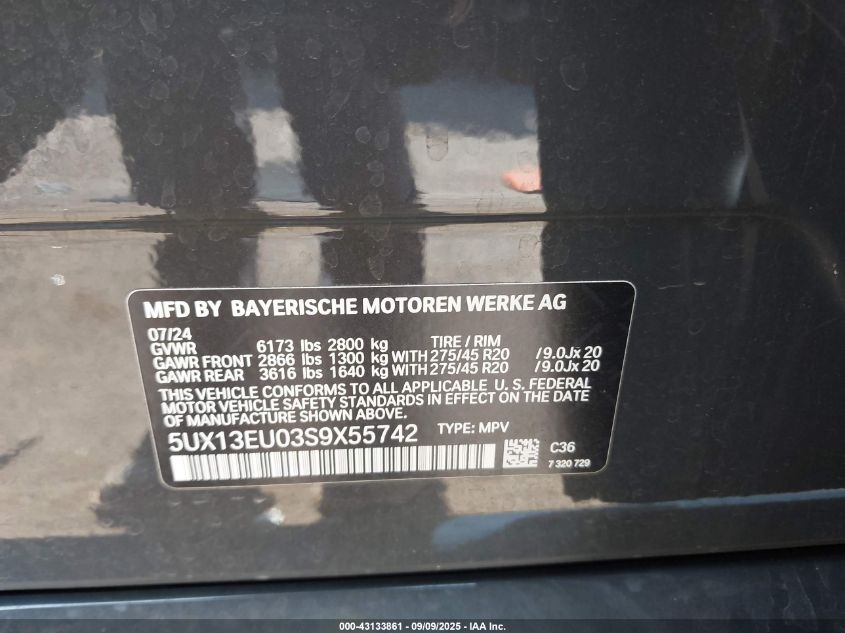 MFD BY BAYERISCHE MOTOREN WERKE AG
07/24
GVWR 6173 lbs 2800 kg TIRE / RIM
GAWR FRONT 2866 lbs 1300 kg WITH 275/45 R20 / 9.0Jx 20
GAWR REAR 3616 lbs 1640 kg WITH 275/45 R20 / 9.0Jx 20
THIS VEHICLE CONFORMS TO ALL APPLICABLE U. S. FEDERAL
MOTOR VEHICLE SAFETY STANDARDS IN EFFECT ON THE DATE
OF MANUFACTURE SHOWN ABOVE.
5UX13EU03S9X55742 TYPE: MPV
C36
7 320 729
000-43133861 - 09/09/2025 - IAA Inc.